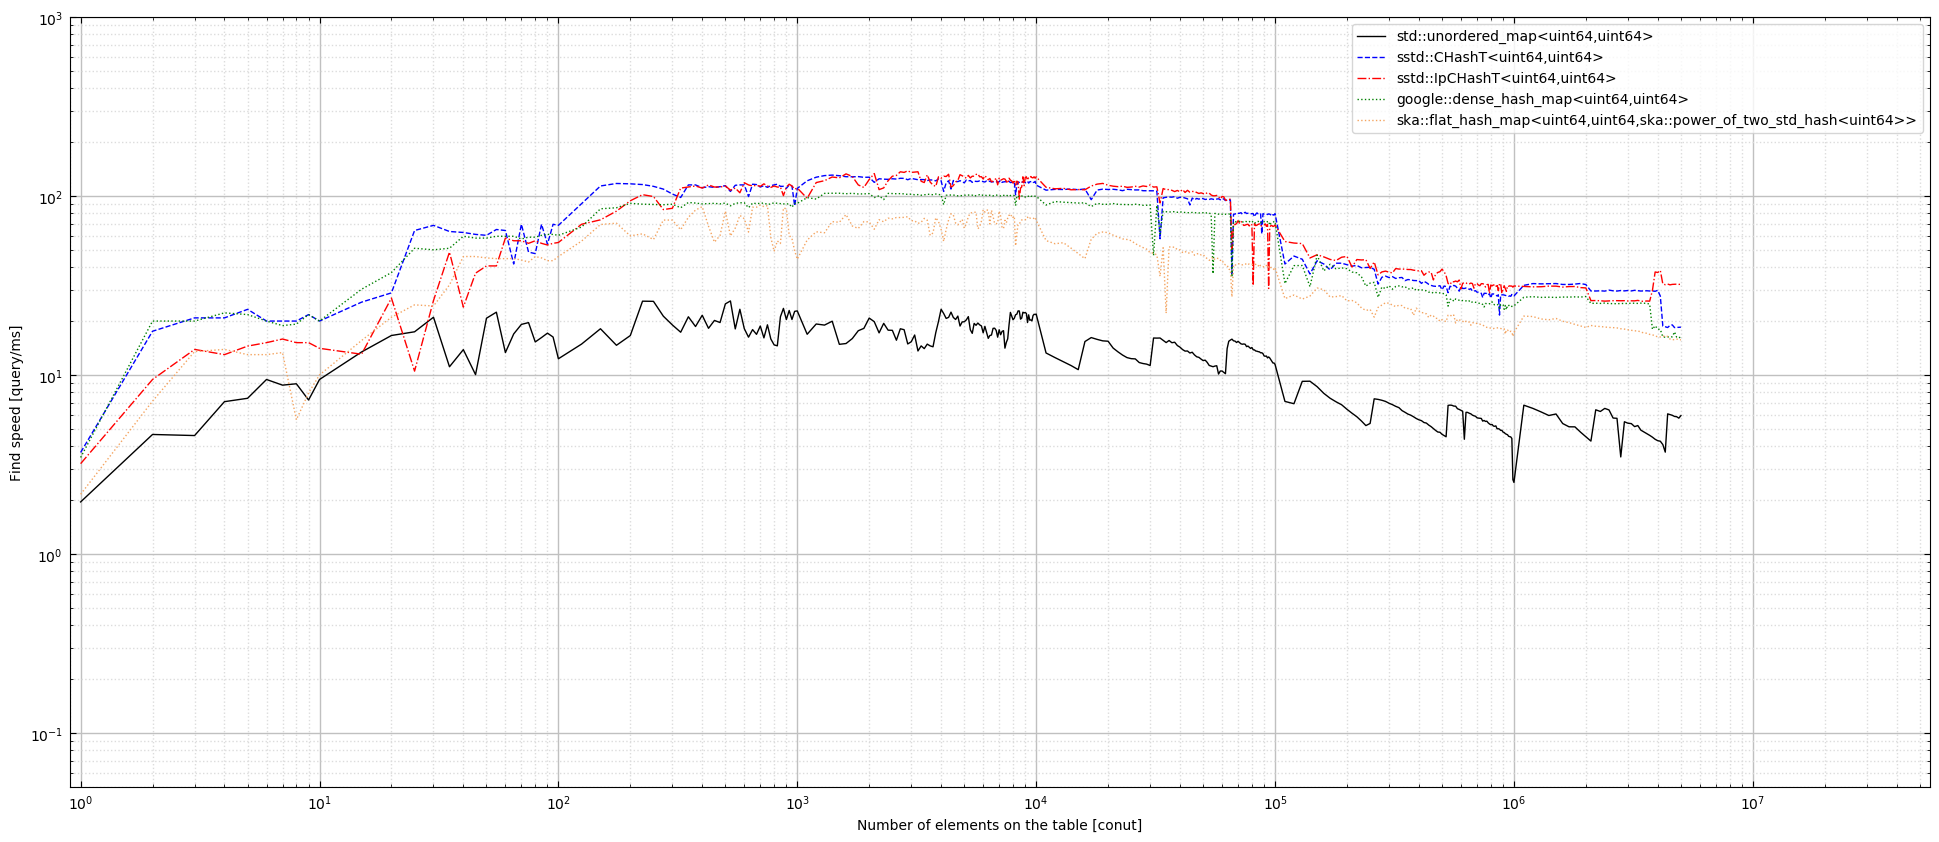 10³
std::unordered_map<uint64,uint64>
sstd::CHashT<uint64,uint64>
sstd::IpCHashT<uint64,uint64>
google::dense_hash_map<uint64,uint64>
ska::flat_hash_map<uint64,uint64,ska::power_of_two_std_hash<uint64>>
10²
10¹
10⁰
10⁻¹
Find speed [query/ms]
10⁰ 10¹ 10² 10³ 10⁴ 10⁵ 10⁶ 10⁷
Number of elements on the table [conut]